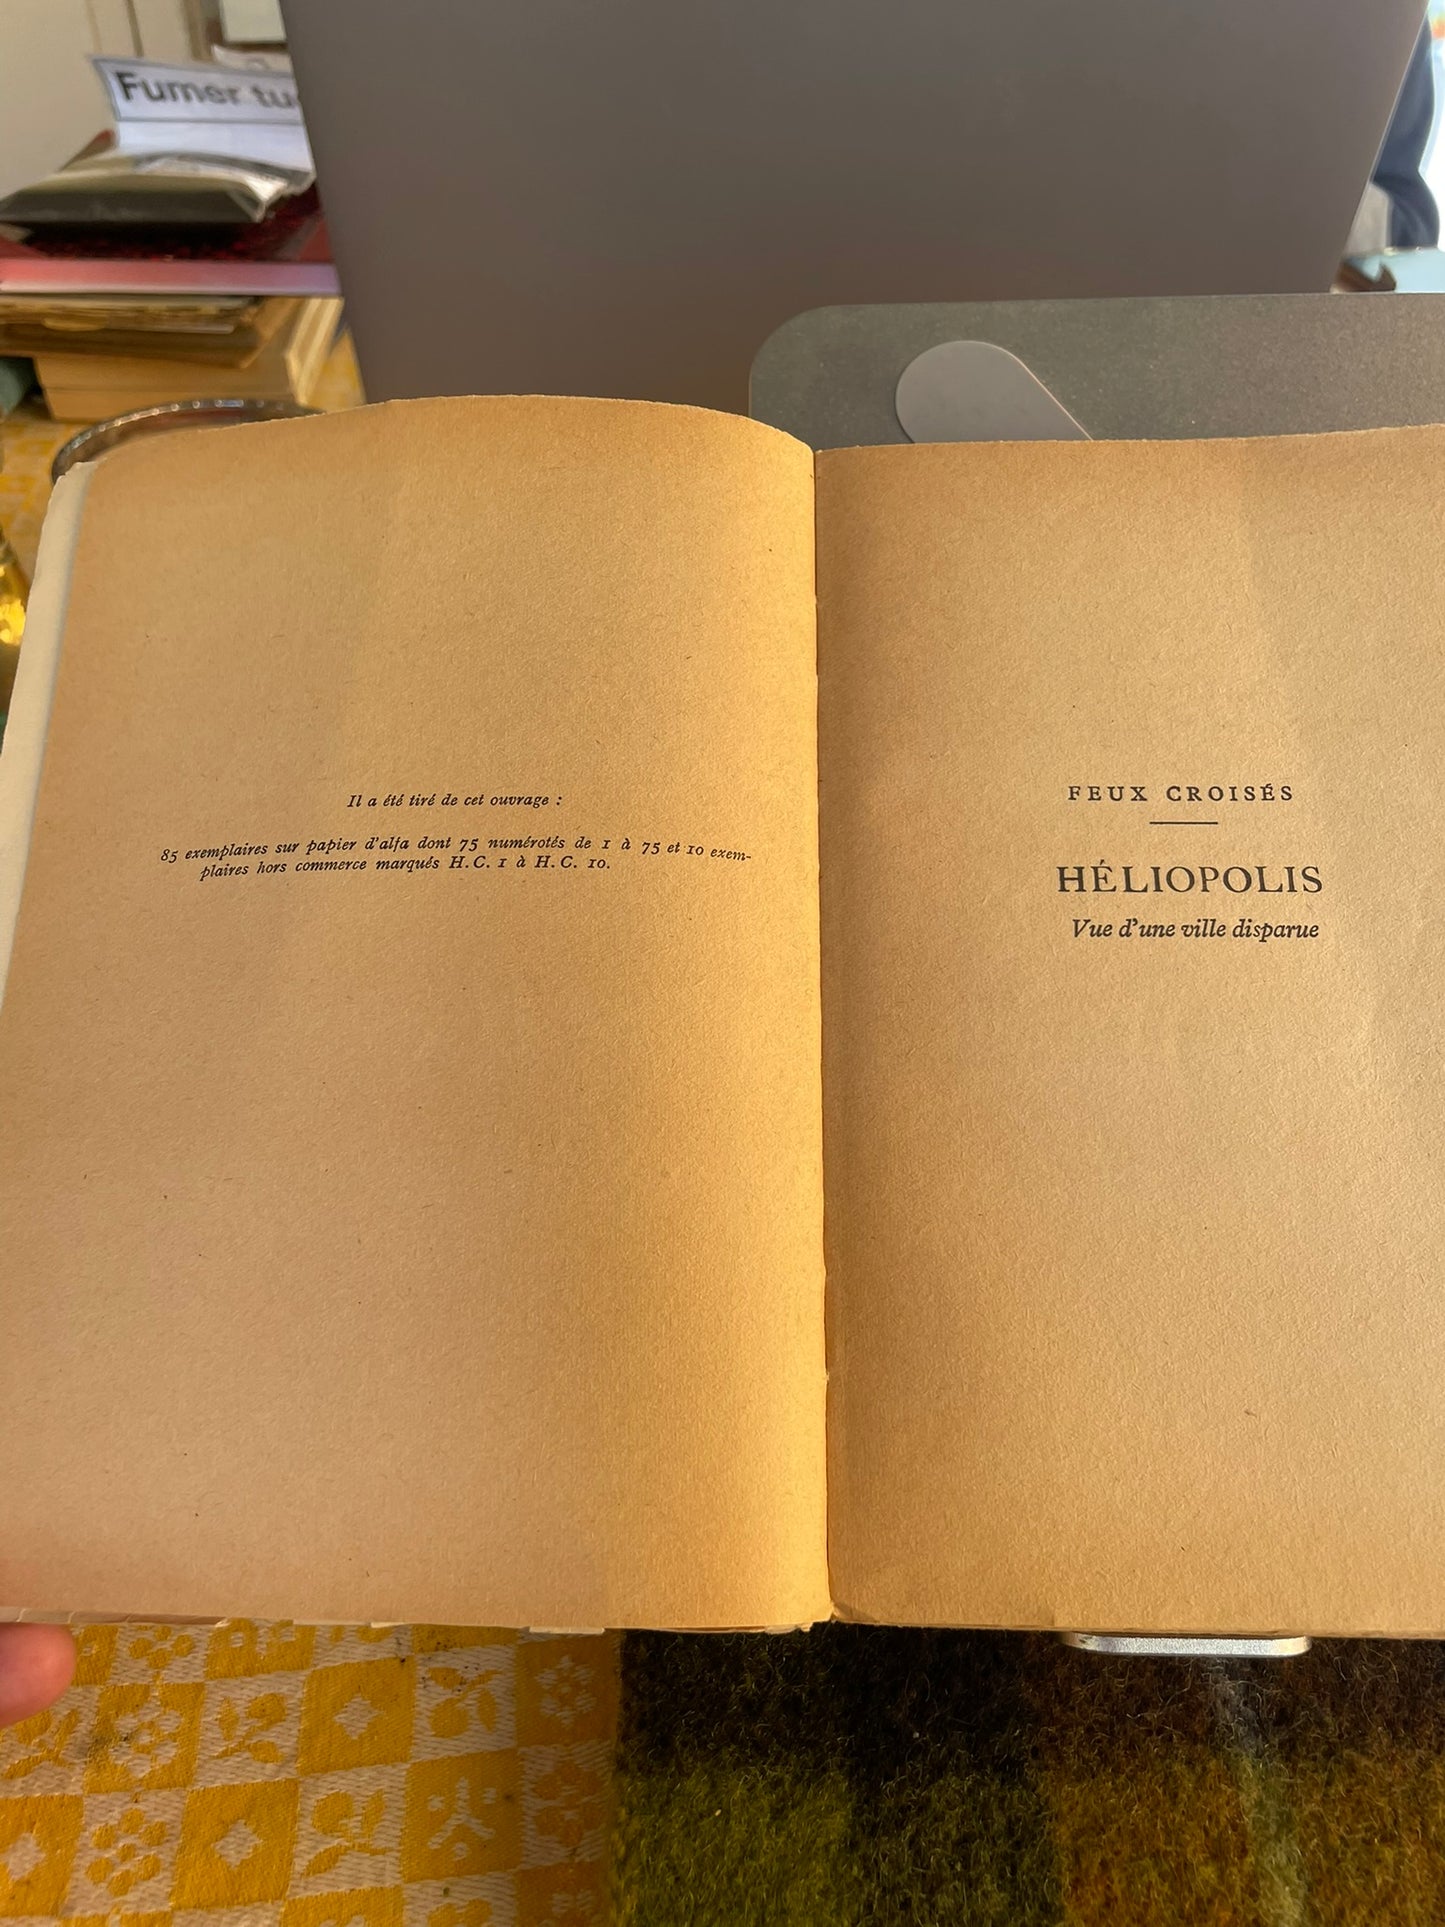 Fumer tu
Il a été tiré de cet ouvrage :
85 exemplaires sur papier d'alfa dont 75 numérotés de 1 à 75 et 10 exem-
plaires hors commerce marqués H. C. 1 à H. C. 10.
FEUX CROISÉS
HÉLIOPOLIS
Vue d'une ville disparue